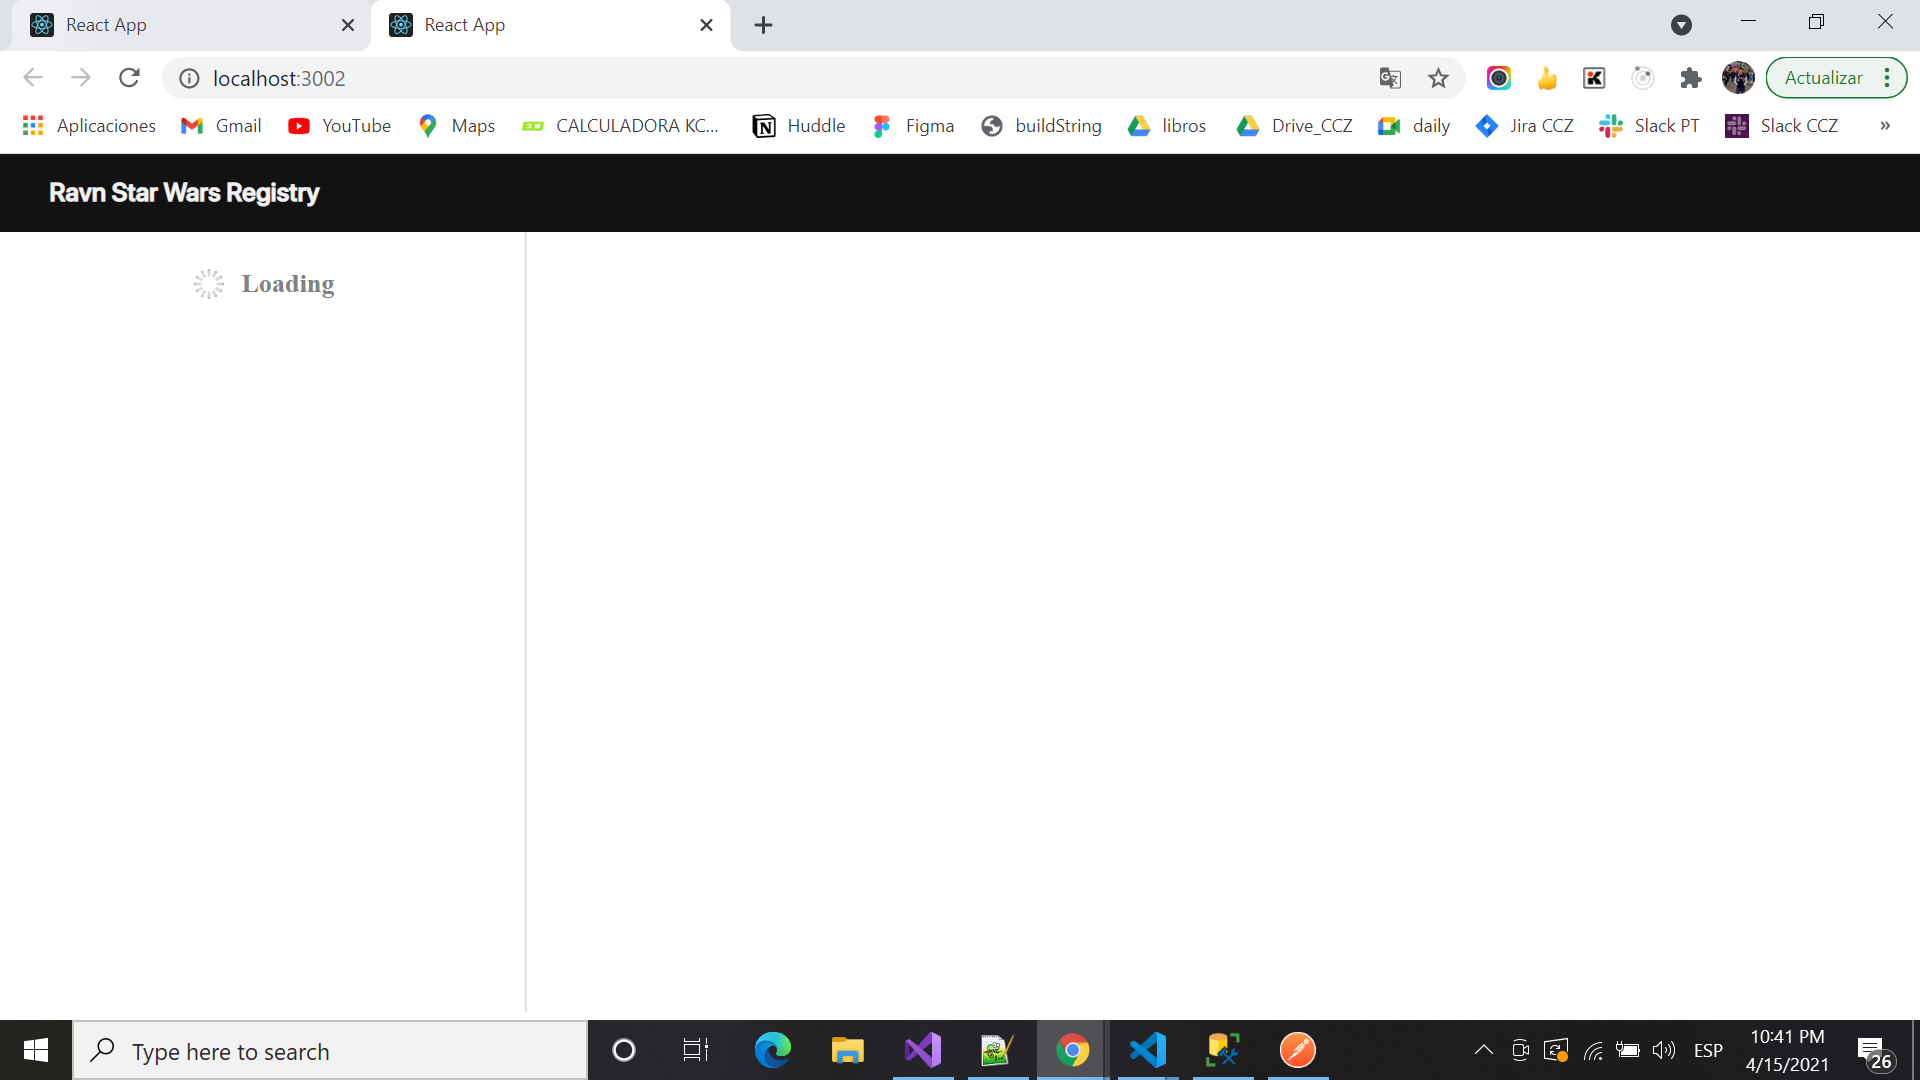 React App
React App
localhost:3002
Actualizar
Aplicaciones Gmail YouTube Maps CALCULADORA KC... Huddle Figma buildString libros Drive_CCZ daily Jira CCZ Slack PT Slack CCZ »
Ravn Star Wars Registry
Loading
Type here to search
ESP
10:41 PM
4/15/2021
26